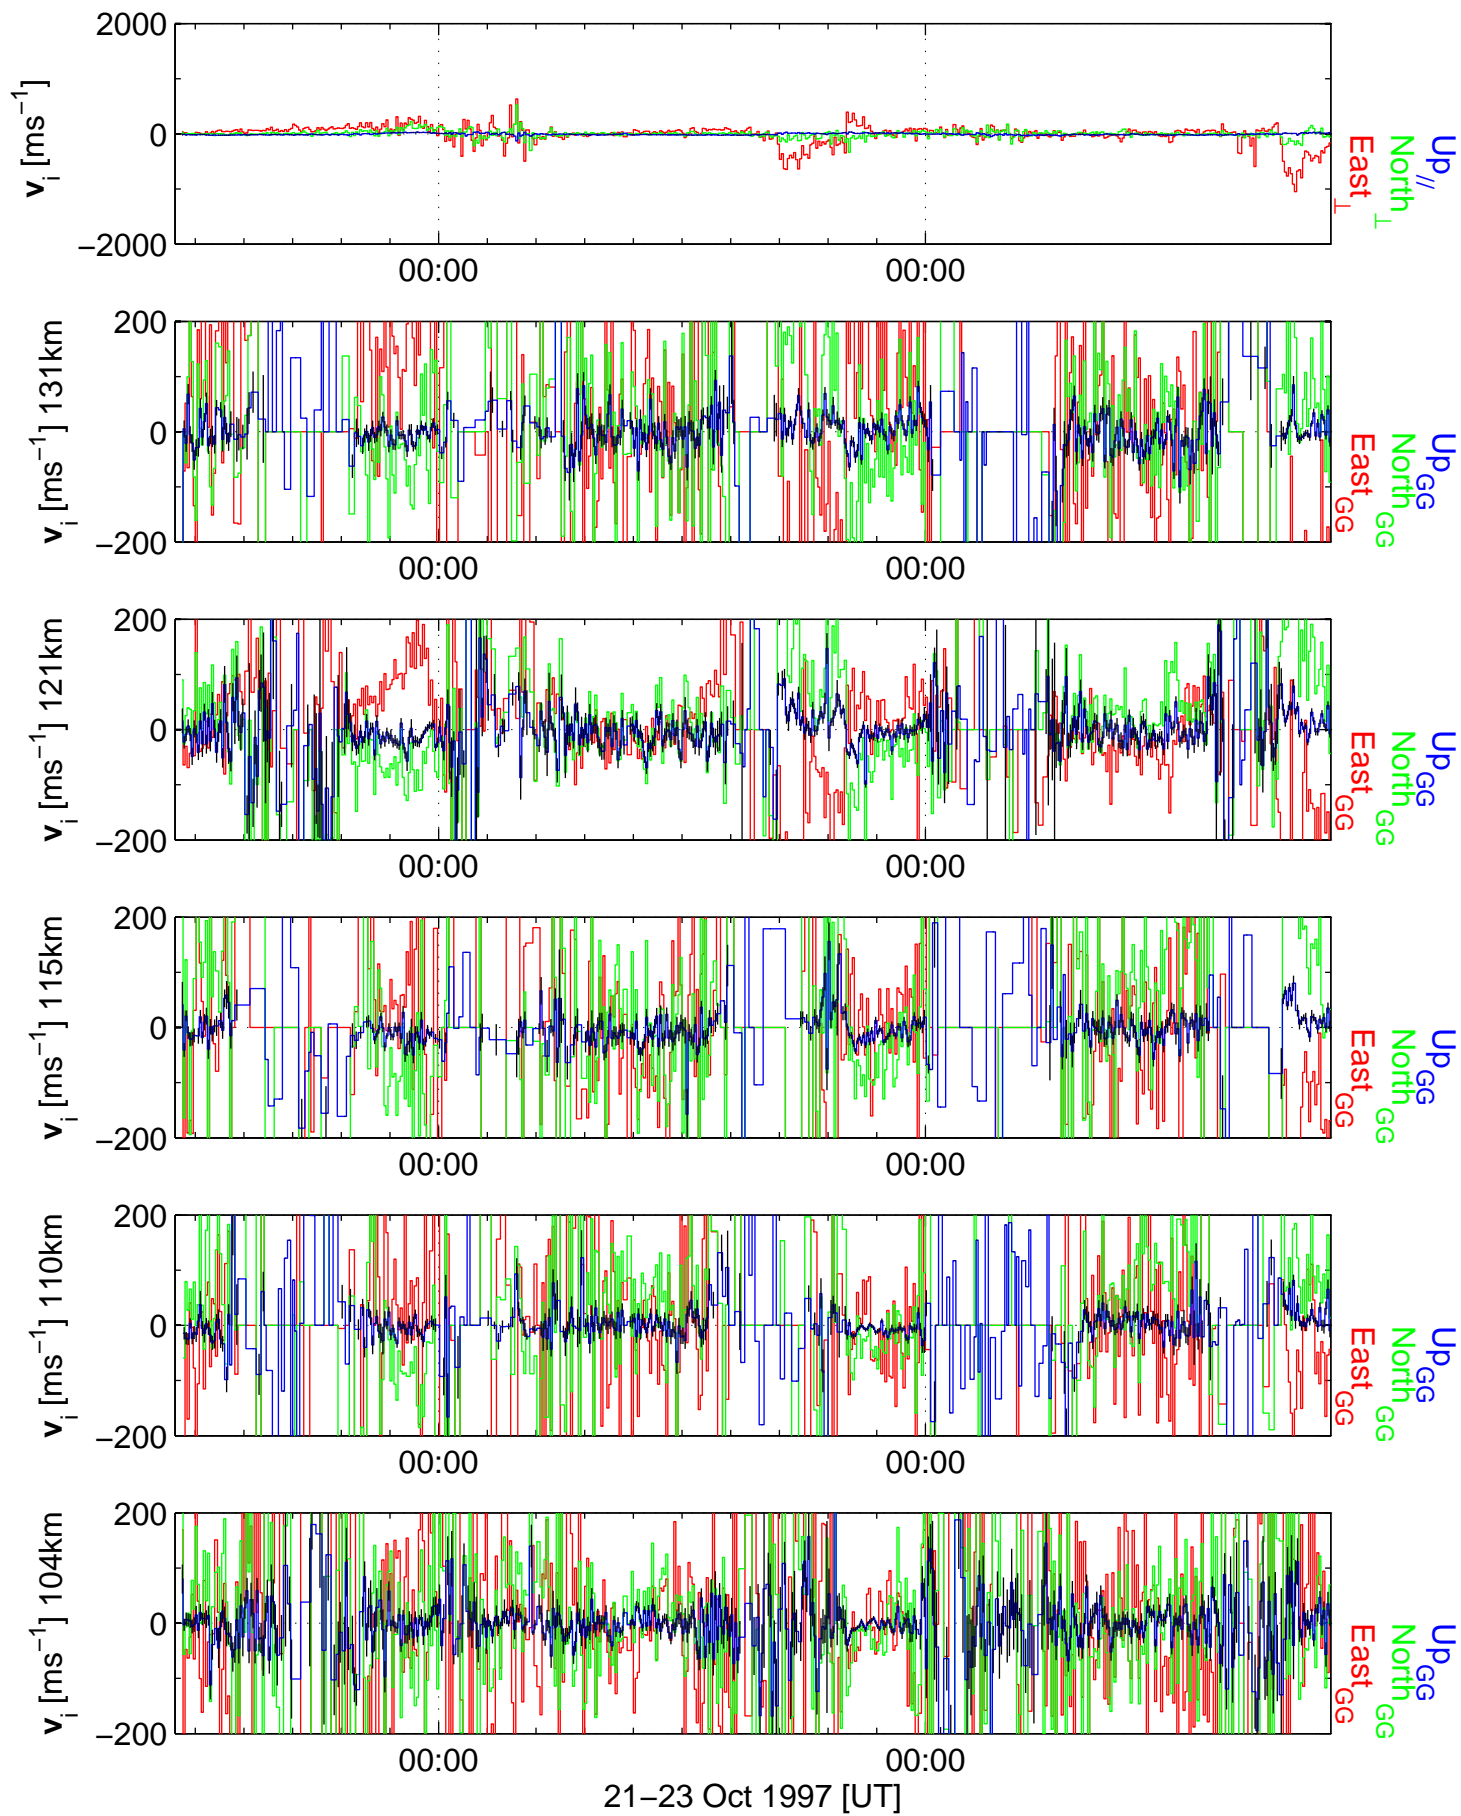 2000
0
−2000
v_i [ms⁻¹]
00:00 00:00
East_⊥
North_⊥
Up_//
200
0
−200
v_i [ms⁻¹] 131km
00:00 00:00
East_GG
North_GG
Up_GG
200
0
−200
v_i [ms⁻¹] 121km
00:00 00:00
East_GG
North_GG
Up_GG
200
0
−200
v_i [ms⁻¹] 115km
00:00 00:00
East_GG
North_GG
Up_GG
200
0
−200
v_i [ms⁻¹] 110km
00:00 00:00
East_GG
North_GG
Up_GG
200
0
−200
v_i [ms⁻¹] 104km
00:00 00:00
East_GG
North_GG
Up_GG
21−23 Oct 1997 [UT]